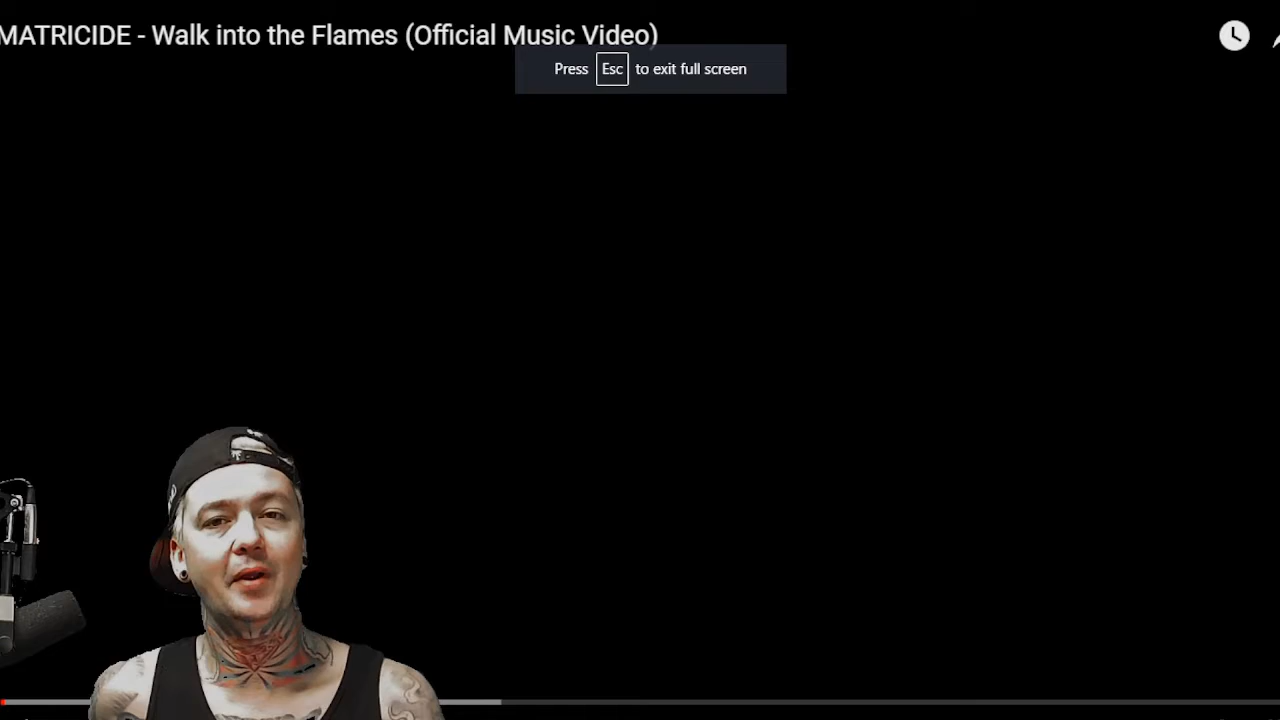 MATRICIDE - Walk into the Flames (Official Music Video)
Press Esc to exit full screen